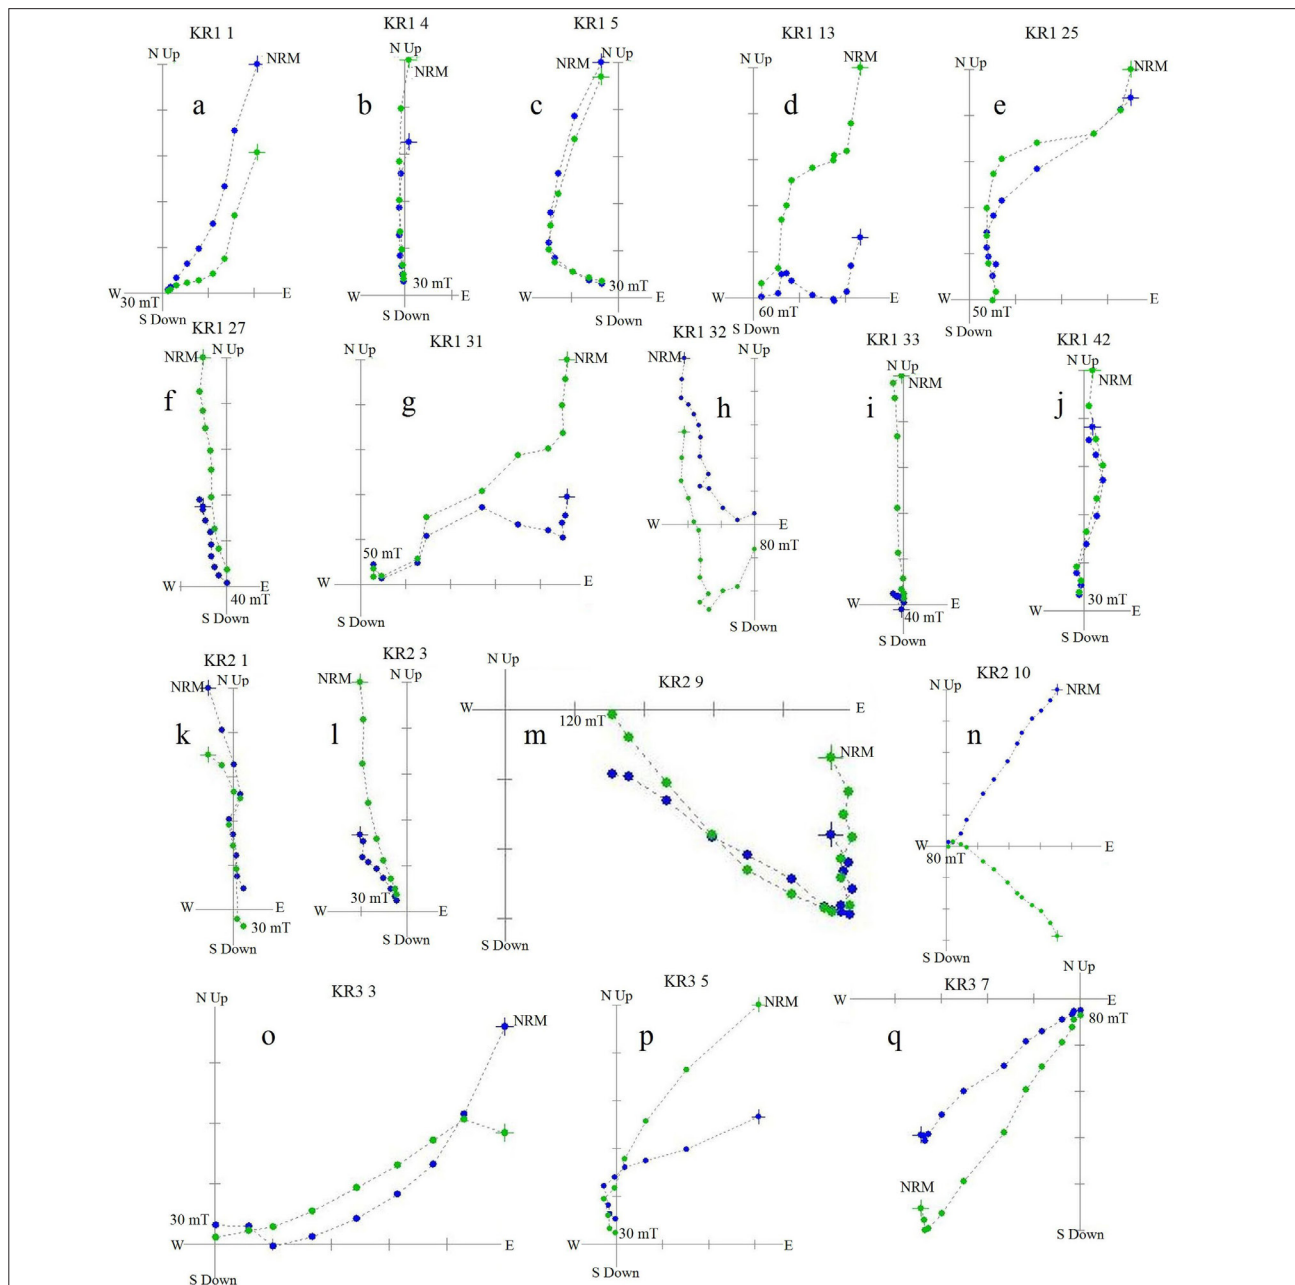 KR1 1
N Up
NRM
a
W
30 mT
E
S Down
KR1 4
N Up
NRM
b
30 mT
W
E
S Down
KR1 5
N Up
NRM
c
30 mT
W
E
S Down
KR1 13
N Up
NRM
d
W
60 mT
E
S Down
KR1 25
N Up
NRM
e
W
50 mT
E
S Down
KR1 27
N Up
NRM
f
W
E
40 mT
S Down
KR1 31
N Up
NRM
g
50 mT
W
E
S Down
KR1 32
N Up
NRM
h
W
E
80 mT
S Down
KR1 33
N Up
NRM
i
W
E
40 mT
S Down
KR1 42
N Up
NRM
j
30 mT
W
E
S Down
KR2 1
N Up
NRM
k
W
E
30 mT
S Down
KR2 3
N Up
NRM
l
30 mT
W
E
S Down
N Up
KR2 9
W
E
120 mT
m
NRM
S Down
N Up
KR2 10
NRM
n
W
80 mT
E
S Down
KR3 3
N Up
NRM
o
30 mT
W
E
S Down
KR3 5
N Up
NRM
p
30 mT
W
E
S Down
N Up
KR3 7
W
E
80 mT
q
NRM
S Down